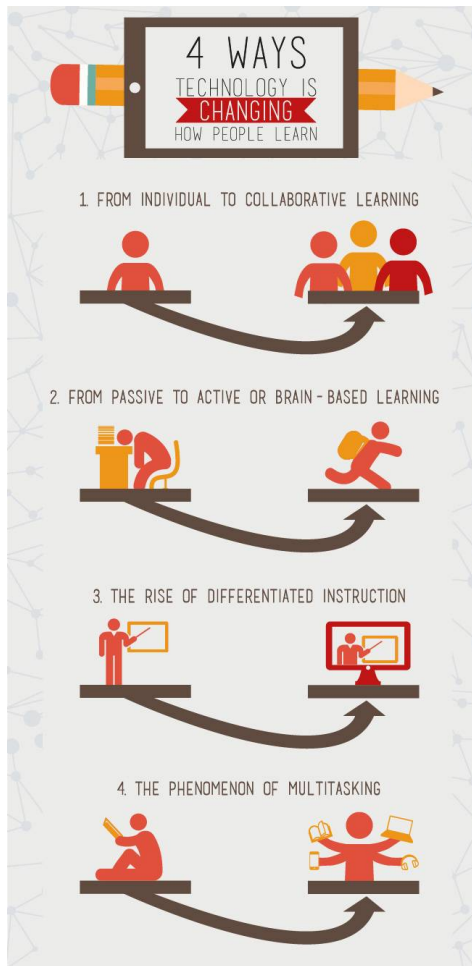 4 WAYS
TECHNOLOGY IS
CHANGING
HOW PEOPLE LEARN
1. FROM INDIVIDUAL TO COLLABORATIVE LEARNING
2. FROM PASSIVE TO ACTIVE OR BRAIN-BASED LEARNING
3. THE RISE OF DIFFERENTIATED INSTRUCTION
4. THE PHENOMENON OF MULTITASKING